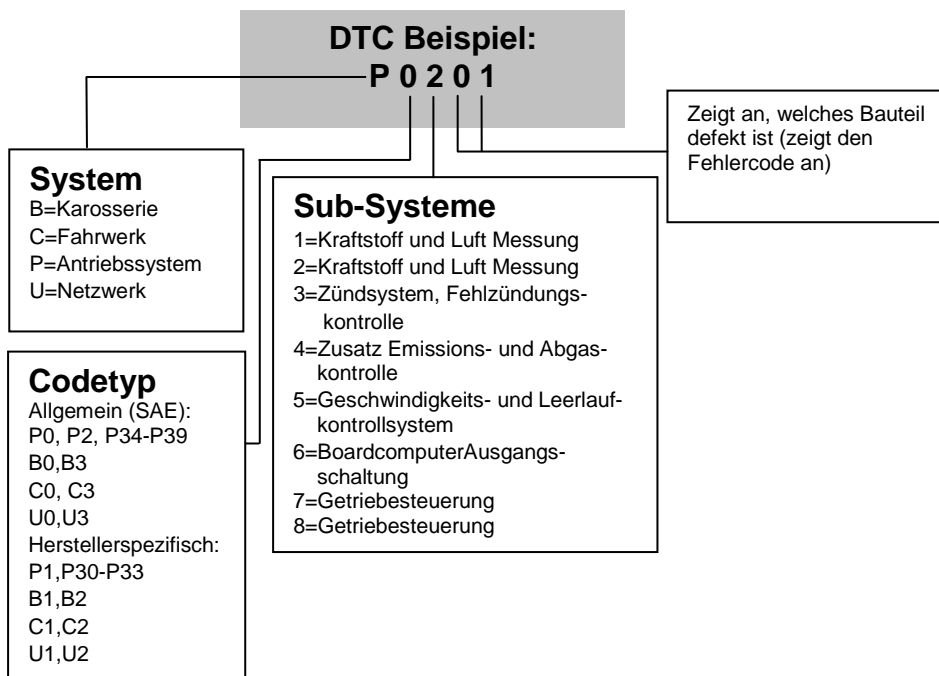 DTC Beispiel:
P 0 2 0 1
Zeigt an, welches Bauteil
defekt ist (zeigt den
Fehlercode an)
System
B=Karosserie
C=Fahrwerk
P=Antriebssystem
U=Netzwerk
Sub-Systeme
1=Kraftstoff und Luft Messung
2=Kraftstoff und Luft Messung
3=Zündsystem, Fehlzündungs-
kontrolle
4=Zusatz Emissions- und Abgas-
kontrolle
5=Geschwindigkeits- und Leerlauf-
kontrollsystem
6=BoardcomputerAusgangs-
schaltung
7=Getriebesteuerung
8=Getriebesteuerung
Codetyp
Allgemein (SAE):
P0, P2, P34-P39
B0,B3
C0, C3
U0,U3
Herstellerspezifisch:
P1,P30-P33
B1,B2
C1,C2
U1,U2